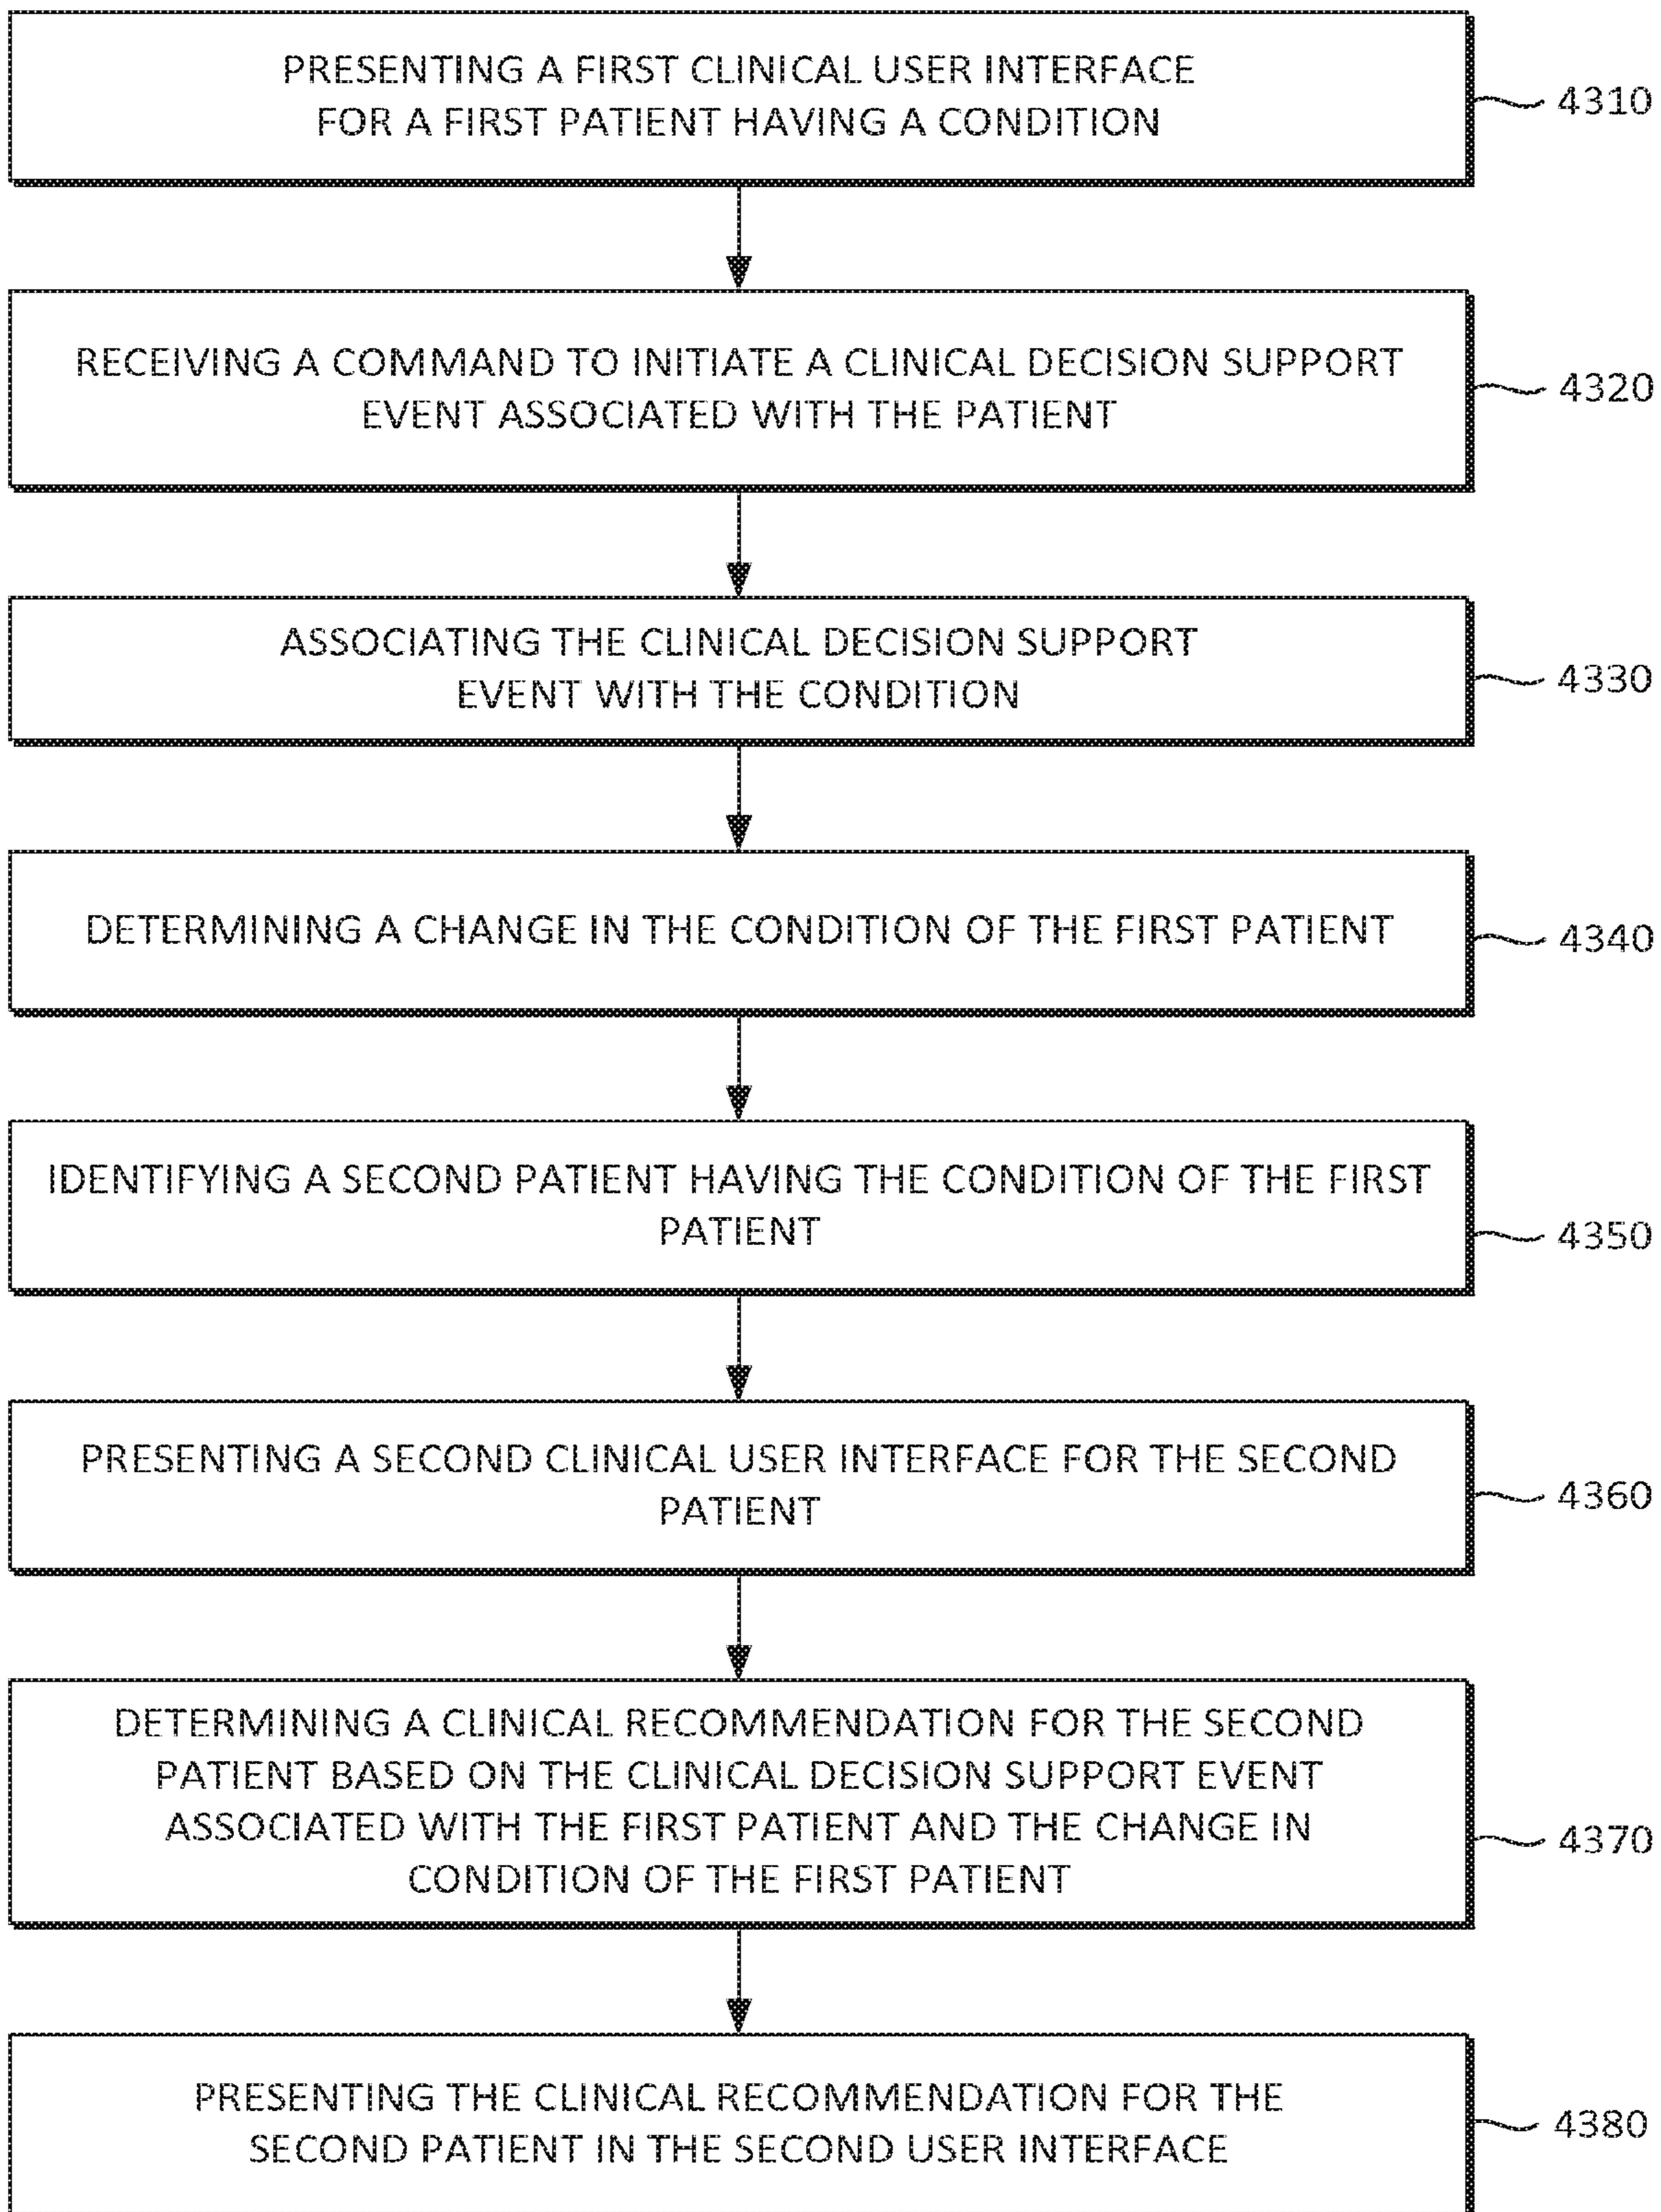 PRESENTING A FIRST CLINICAL USER INTERFACE
FOR A FIRST PATIENT HAVING A CONDITION
4310
RECEIVING A COMMAND TO INITIATE A CLINICAL DECISION SUPPORT
EVENT ASSOCIATED WITH THE PATIENT
4320
ASSOCIATING THE CLINICAL DECISION SUPPORT
EVENT WITH THE CONDITION
4330
DETERMINING A CHANGE IN THE CONDITION OF THE FIRST PATIENT
4340
IDENTIFYING A SECOND PATIENT HAVING THE CONDITION OF THE FIRST
PATIENT
4350
PRESENTING A SECOND CLINICAL USER INTERFACE FOR THE SECOND
PATIENT
4360
DETERMINING A CLINICAL RECOMMENDATION FOR THE SECOND
PATIENT BASED ON THE CLINICAL DECISION SUPPORT EVENT
ASSOCIATED WITH THE FIRST PATIENT AND THE CHANGE IN
CONDITION OF THE FIRST PATIENT
4370
PRESENTING THE CLINICAL RECOMMENDATION FOR THE
SECOND PATIENT IN THE SECOND USER INTERFACE
4380